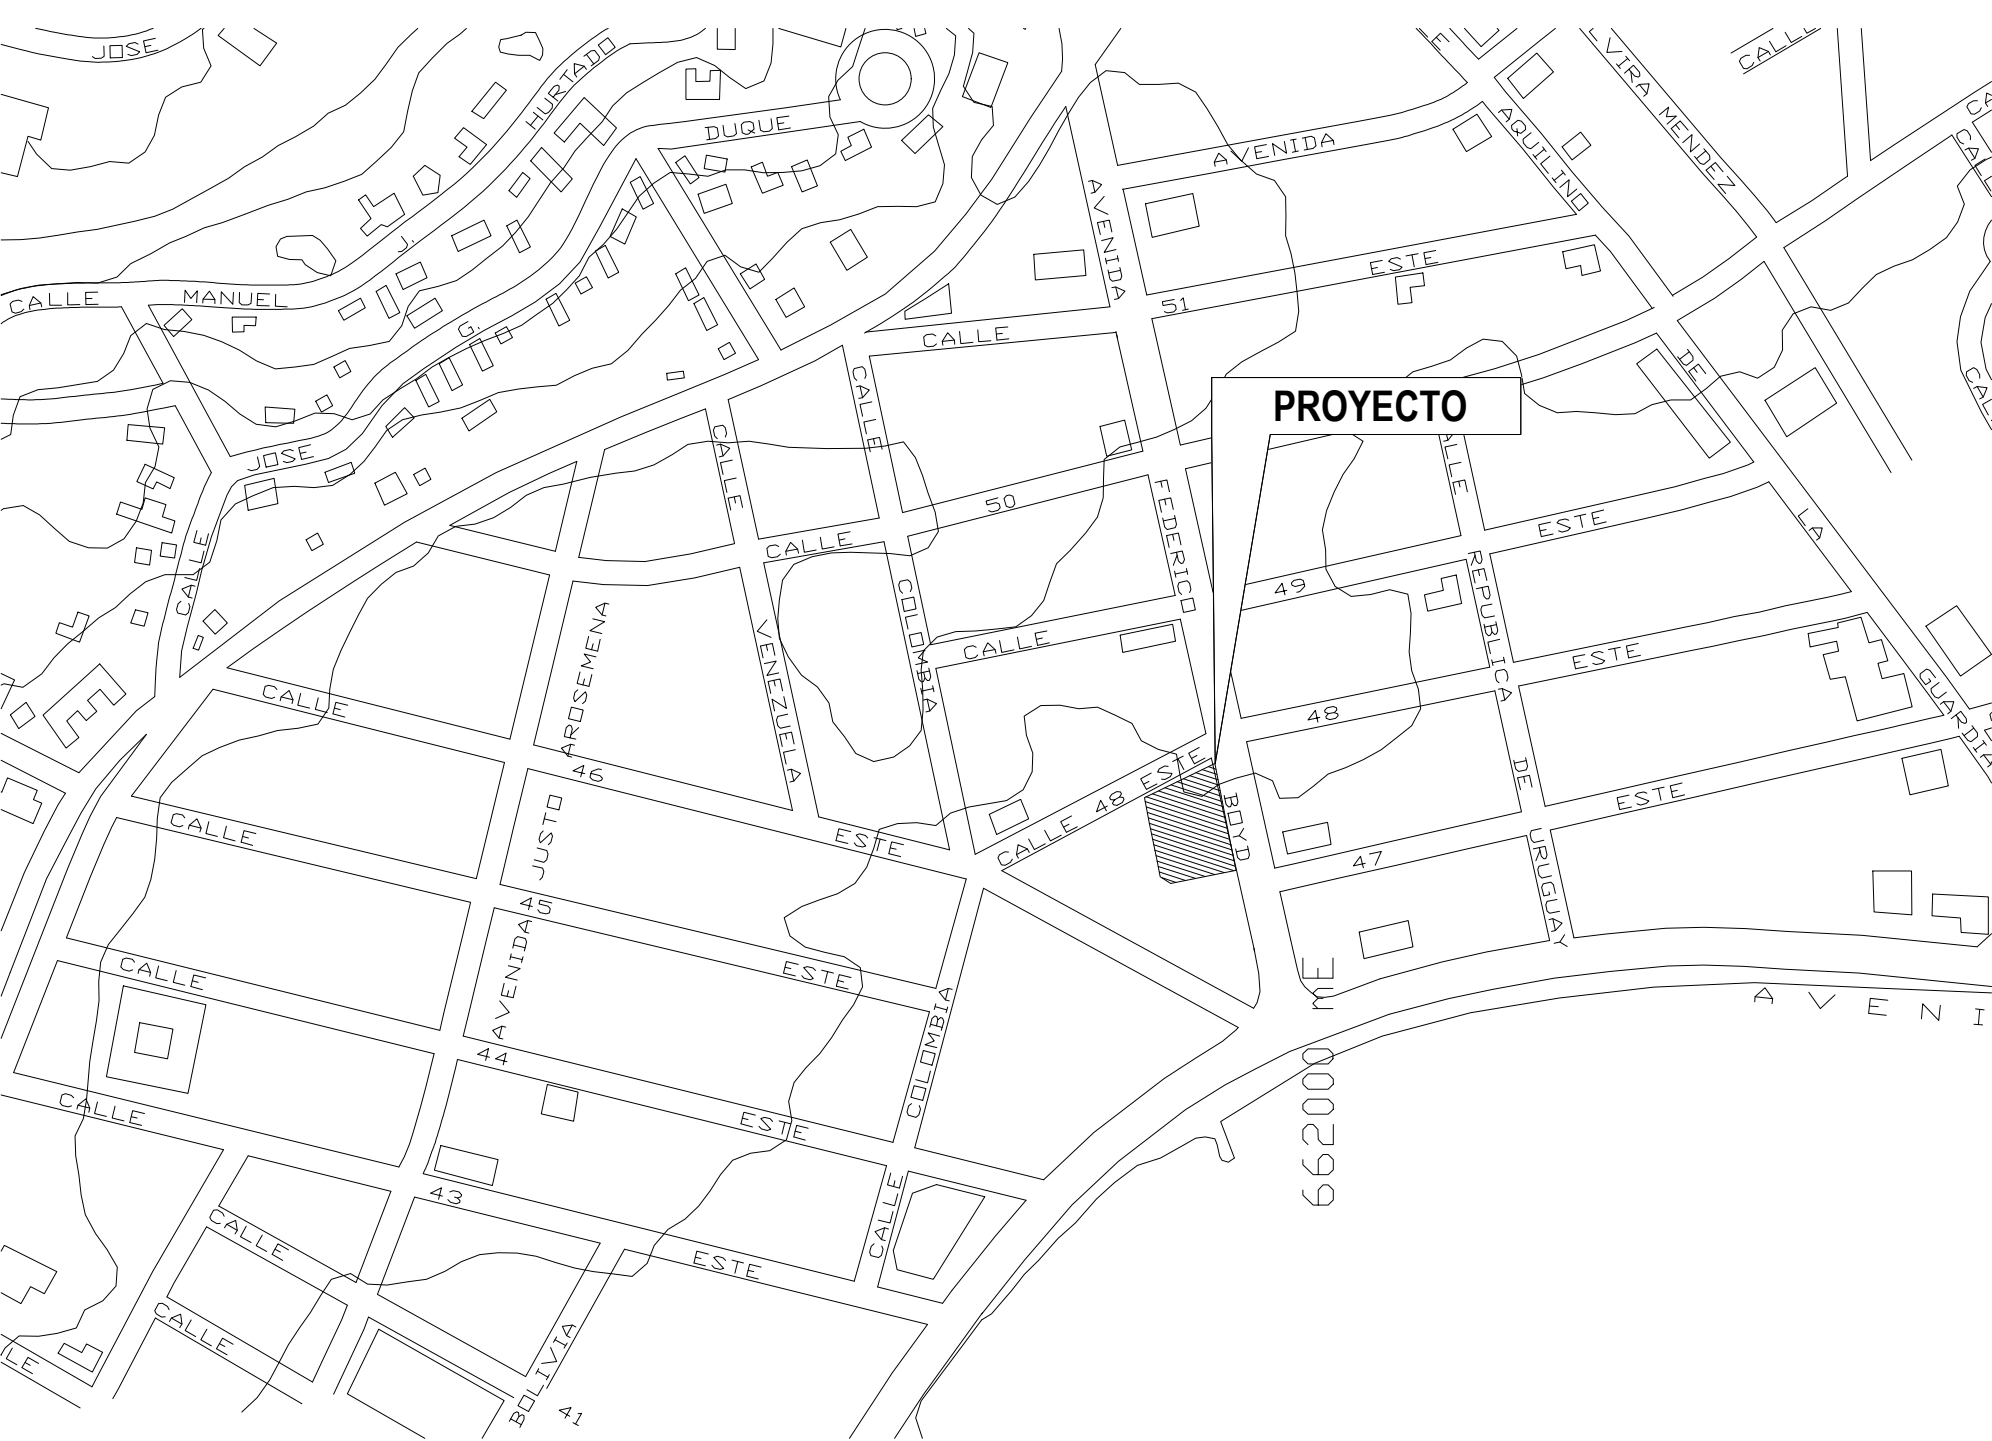 JOSE
HURTADO
J.
MANUEL
CALLE
DUQUE
G.
JOSE
CALLE
AVENIDA
AVENIDA
AQUILINO
DE
LA
GUARDIA
ELVIRA MENDEZ
CALLE
CALLE
51
ESTE
PROYECTO
CALLE
COLOMBIA
CALLE
VENEZUELA
CALLE
50
FEDERICO
BOYD
CALLE
49
ESTE
REPUBLICA
DE
URUGUAY
CALLE
48
ESTE
CALLE 48 ESTE
47
ESTE
CALLE
46
ESTE
AROSEMENA
JUSTO
AVENIDA
CALLE
45
ESTE
CALLE
44
ESTE
CALLE
43
ESTE
COLOMBIA
CALLE
CALLE
CALLE
BOLIVIA
41
662000 mE
AVENI